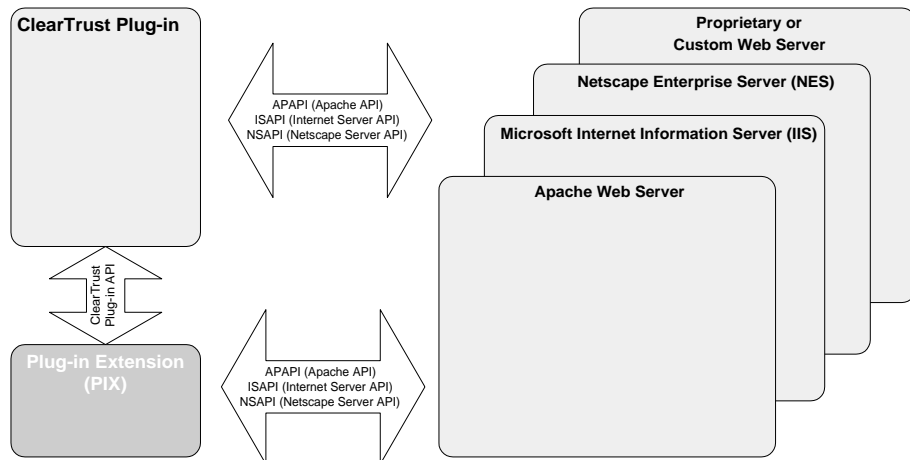 ClearTrust Plug-in
APAPI (Apache API)
ISAPI (Internet Server API)
NSAPI (Netscape Server API)
Proprietary or
Custom Web Server
Netscape Enterprise Server (NES)
Microsoft Internet Information Server (IIS)
Apache Web Server
ClearTrust
Plug-in API
Plug-in Extension
(PIX)
APAPI (Apache API)
ISAPI (Internet Server API)
NSAPI (Netscape Server API)